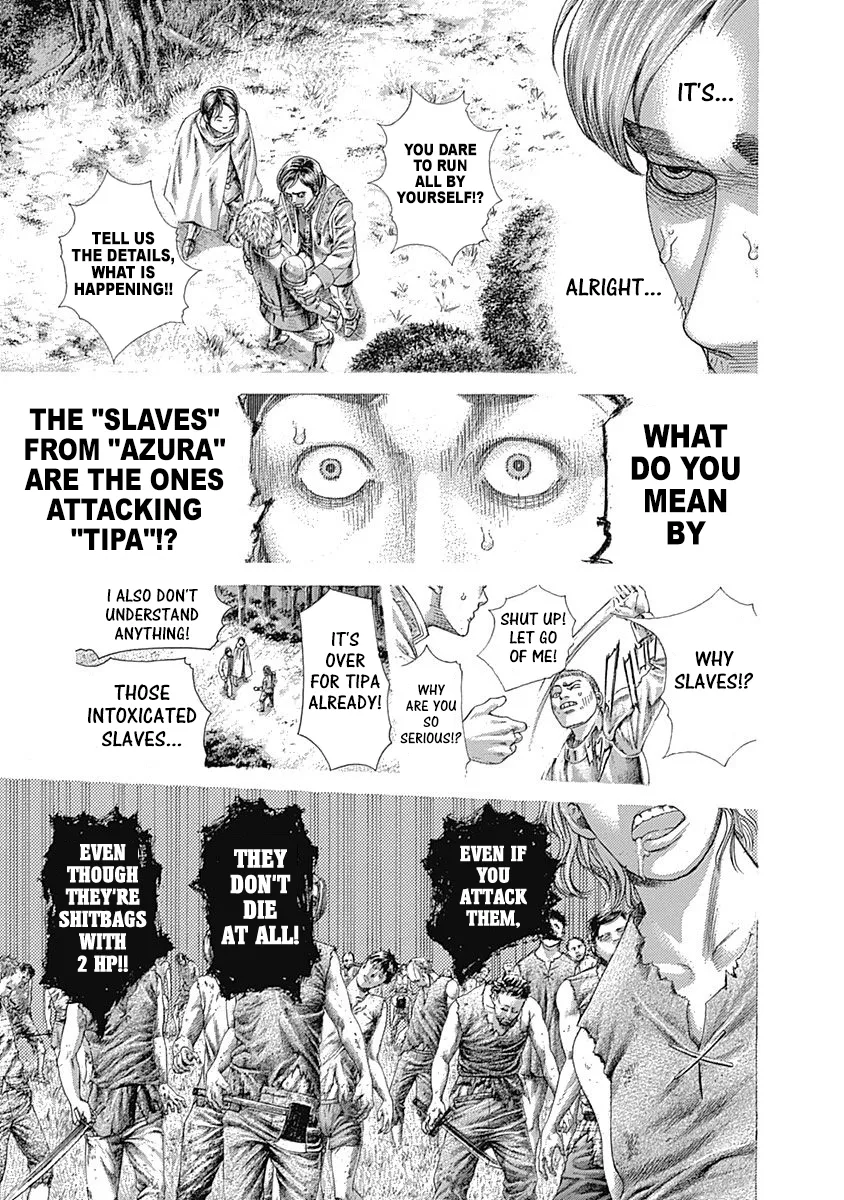 IT'S...
ALRIGHT...
YOU DARE
TO RUN
ALL BY
YOURSELF!?
TELL US
THE DETAILS,
WHAT IS
HAPPENING!!
WHAT
DO YOU
MEAN
BY
THE "SLAVES"
FROM "AZURA"
ARE THE ONES
ATTACKING
"TIPA"!?
WHY
SLAVES!?
SHUT UP!
LET GO
OF ME!
WHY
ARE YOU
SO
SERIOUS!?
IT'S
OVER
FOR TIPA
ALREADY!
I ALSO DON'T
UNDERSTAND
ANYTHING!
THOSE
INTOXICATED
SLAVES...
EVEN IF
YOU
ATTACK
THEM,
THEY
DON'T
DIE
AT ALL!
EVEN
THOUGH
THEY'RE
SHITBAGS
WITH
2 HP!!